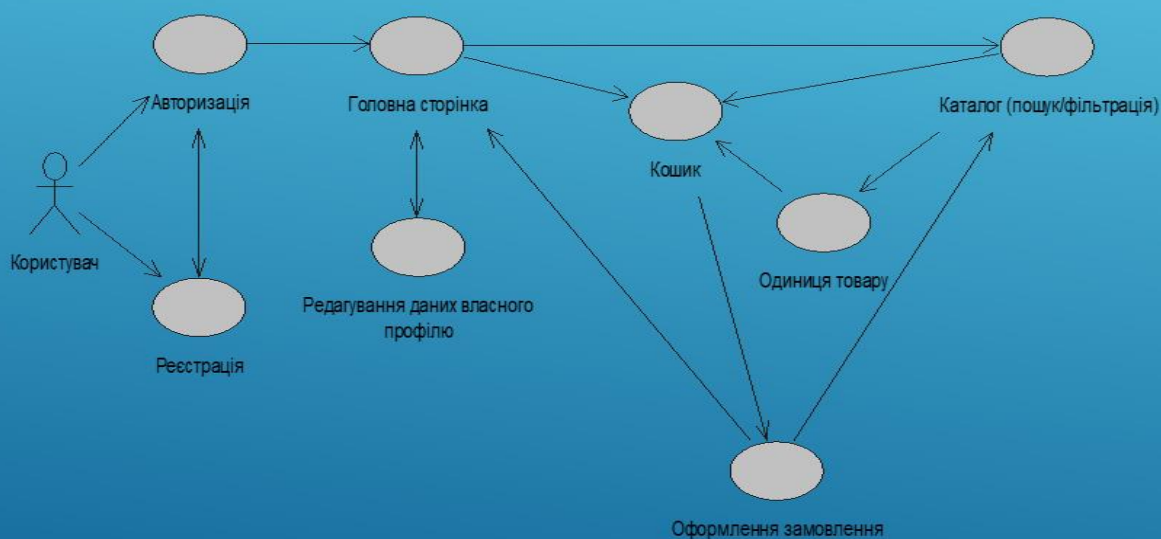 Авторизація
Головна сторінка
Каталог (пошук/фільтрація)
Кошик
Користувач
Одиниця товару
Редагування даних власного
профілю
Реєстрація
Оформлення замовлення